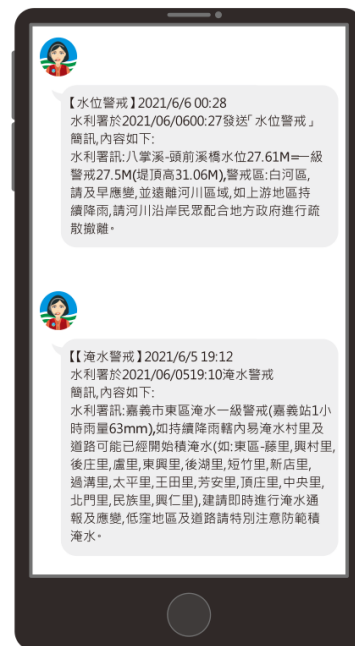 【水位警戒】2021/6/6 00:28
水利署於2021/06/0600:27發送「水位警戒」
簡訊,內容如下:
水利署訊:八掌溪-頭前溪橋水位27.61M=一級
警戒27.5M(堤頂高31.06M),警戒區:白河區,
請及早應變,並遠離河川區域,如上游地區持
續降雨,請河川沿岸民眾配合地方政府進行疏
散撤離。
【【淹水警戒】2021/6/5 19:12
水利署於2021/06/0519:10淹水警戒
簡訊,內容如下:
水利署訊:嘉義市東區淹水一級警戒(嘉義站1小
時雨量63mm),如持續降雨轄內易淹水村里及
道路可能已經開始積淹水(如:東區-藤里,興村里,
後庄里,盧里,東興里,後湖里,短竹里,新店里,
過溝里,太平里,王田里,芳安里,頂庄里,中央里,
北門里,民族里,興仁里),建請即時進行淹水通
報及應變,低窪地區及道路請特別注意防範積
淹水。